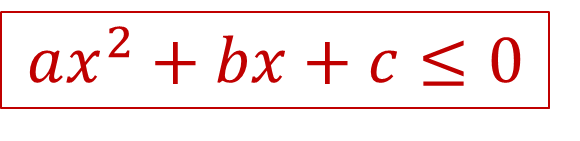 ax² + bx + c ≤ 0